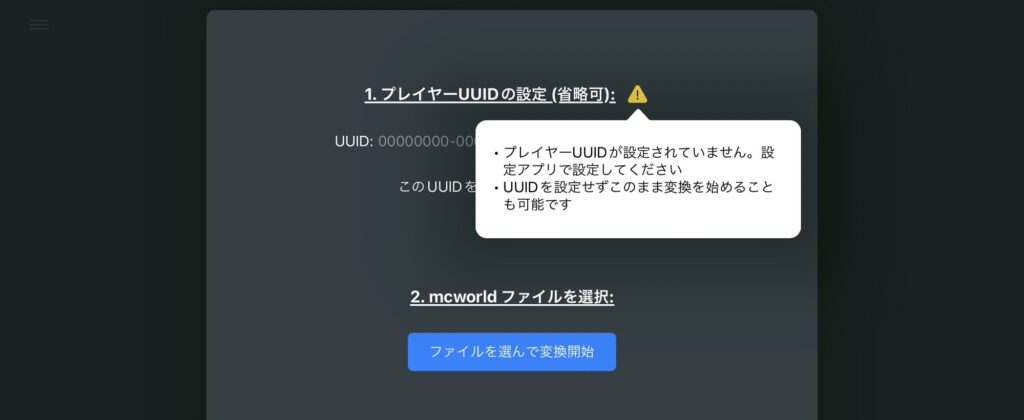 1. プレイヤーUUIDの設定 (省略可):
UUID: 00000000-000
このUUIDを
・プレイヤーUUIDが設定されていません。設
定アプリで設定してください
・UUIDを設定せずこのまま変換を始めること
も可能です
2. mcworld ファイルを選択:
ファイルを選んで変換開始